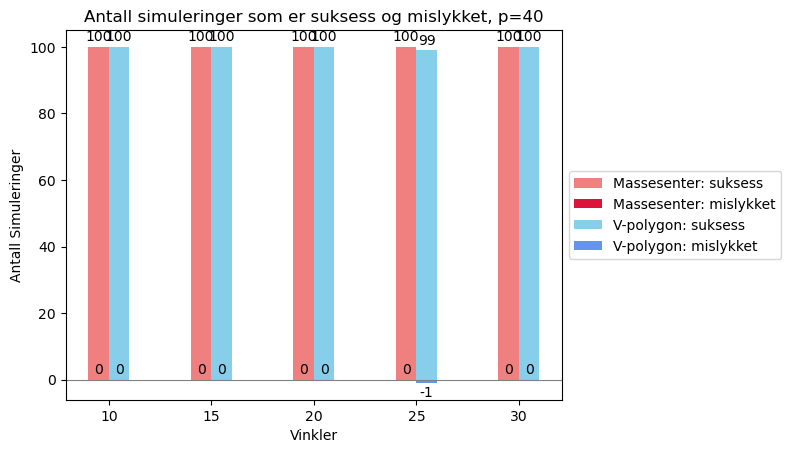 Antall simuleringer som er suksess og mislykket, p=40
100 100 100 100 100 100 100 99 100 100
100
80
60
40
20
0
0 0 0 0 0 0 0 0 0
-1
10 15 20 25 30
Vinkler
Antall Simuleringer
Massesenter: suksess
Massesenter: mislykket
V-polygon: suksess
V-polygon: mislykket